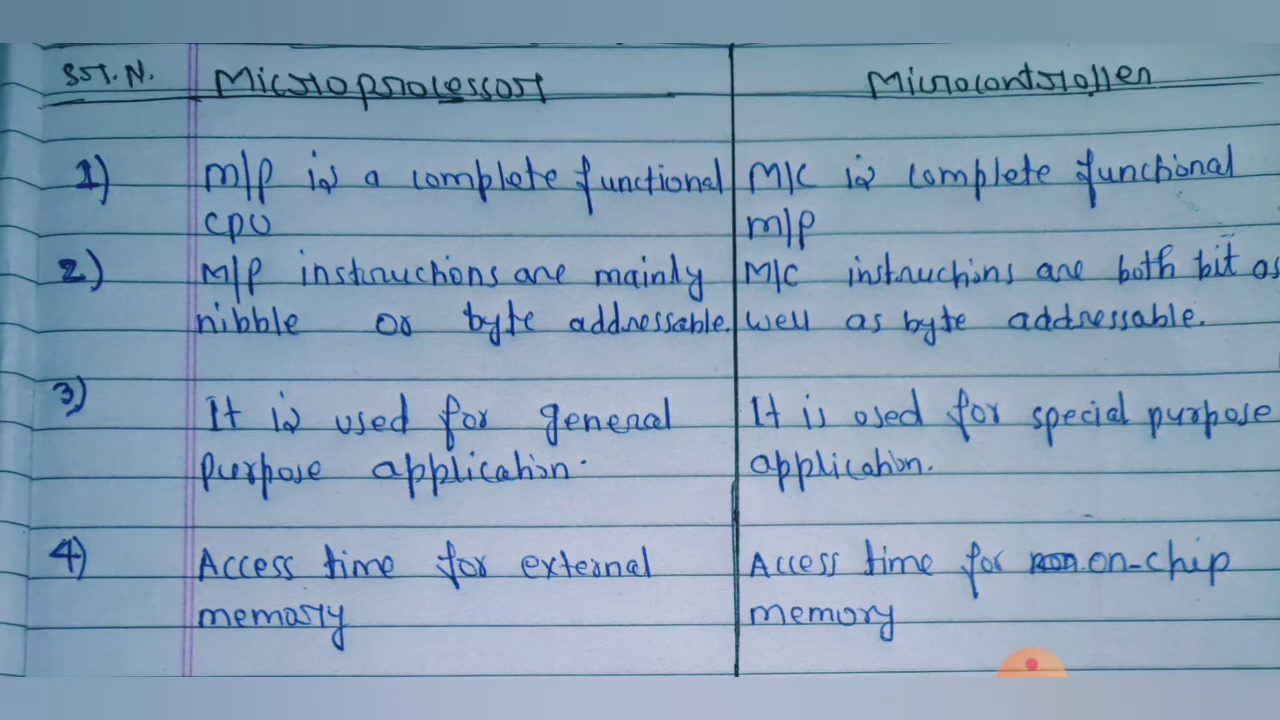 Sr.N. Microprocessor Microcontroller
1) M/P is a complete functional M/C is complete functional
CPU M/P
2) M/P instructions are mainly M/C instructions are both bit as
nibble or byte addressable. well as byte addressable.
3) It is used for general It is used for special purpose
purpose application. application.
4) Access time for external Access time for on-chip
memory memory